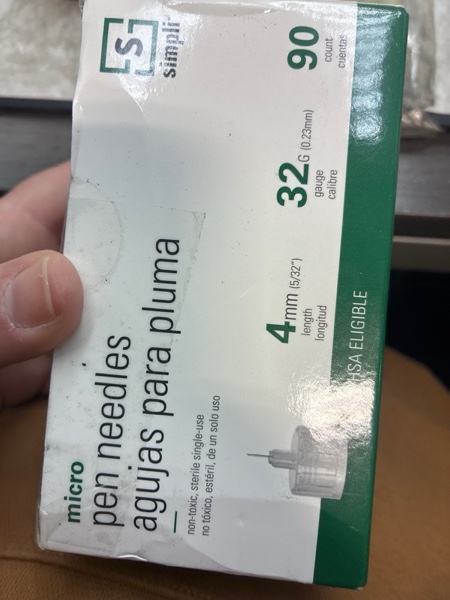 S
simpli
micro
pen needles
agujas para pluma
non-toxic, sterile single-use
no tóxico, estéril, de un solo uso
4mm (5/32")
length
longitud
32G (0.23mm)
gauge
calibre
90
count
cuentas
HSA ELIGIBLE